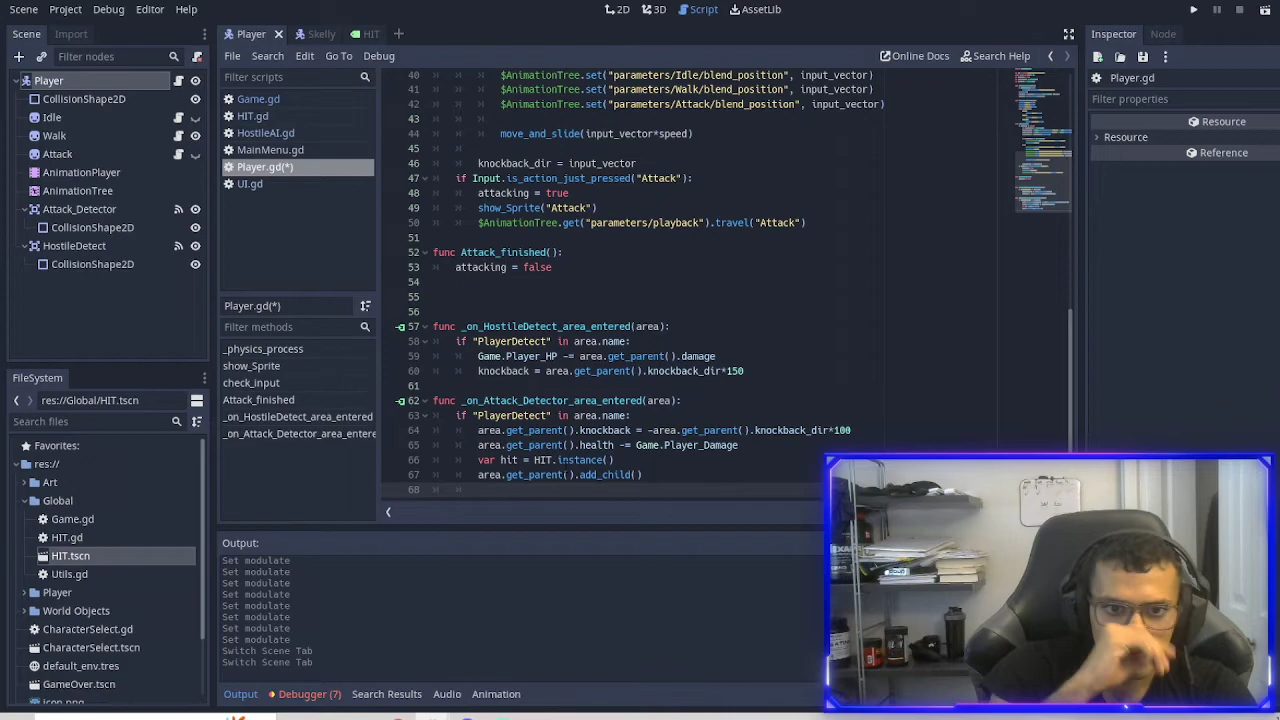 Scene Project Debug Editor Help
2D 3D Script AssetLib
Scene Import
Player Skelly HIT
Inspector Node
Filter nodes
File Search Edit Go To Debug
Online Docs Search Help
Player
CollisionShape2D
Idle
Walk
Attack
AnimationPlayer
AnimationTree
Attack_Detector
CollisionShape2D
HostileDetect
CollisionShape2D
Filter scripts
Game.gd
HIT.gd
HostileAI.gd
MainMenu.gd
Player.gd(*)
UI.gd
Player.gd(*)
Filter methods
_physics_process
show_Sprite
check_input
Attack_finished
_on_HostileDetect_area_entered
_on_Attack_Detector_area_entere
40 $AnimationTree.set("parameters/Idle/blend_position", input_vector)
41 $AnimationTree.set("parameters/Walk/blend_position", input_vector)
42 $AnimationTree.set("parameters/Attack/blend_position", input_vector)
43
44 move_and_slide(input_vector*speed)
45
46 knockback_dir = input_vector
47 if Input.is_action_just_pressed("Attack"):
48 attacking = true
49 show_Sprite("Attack")
50 $AnimationTree.get("parameters/playback").travel("Attack")
51
52 func Attack_finished():
53 attacking = false
54
55
56
57 func _on_HostileDetect_area_entered(area):
58 if "PlayerDetect" in area.name:
59 Game.Player_HP -= area.get_parent().damage
60 knockback = area.get_parent().knockback_dir*150
61
62 func _on_Attack_Detector_area_entered(area):
63 if "PlayerDetect" in area.name:
64 area.get_parent().knockback = -area.get_parent().knockback_dir*100
65 area.get_parent().health -= Game.Player_Damage
66 var hit = HIT.instance()
67 area.get_parent().add_child()
68
Player.gd
Filter properties
Resource
Resource
FileSystem
res://Global/HIT.tscn
Search files
Favorites:
res://
Art
Global
Game.gd
HIT.gd
HIT.tscn
Utils.gd
Player
World Objects
CharacterSelect.gd
CharacterSelect.tscn
default_env.tres
GameOver.tscn
icon.png
Output:
Set modulate
Set modulate
Set modulate
Set modulate
Set modulate
Set modulate
Set modulate
Set modulate
Switch Scene Tab
Switch Scene Tab
Output Debugger (7) Search Results Audio Animation